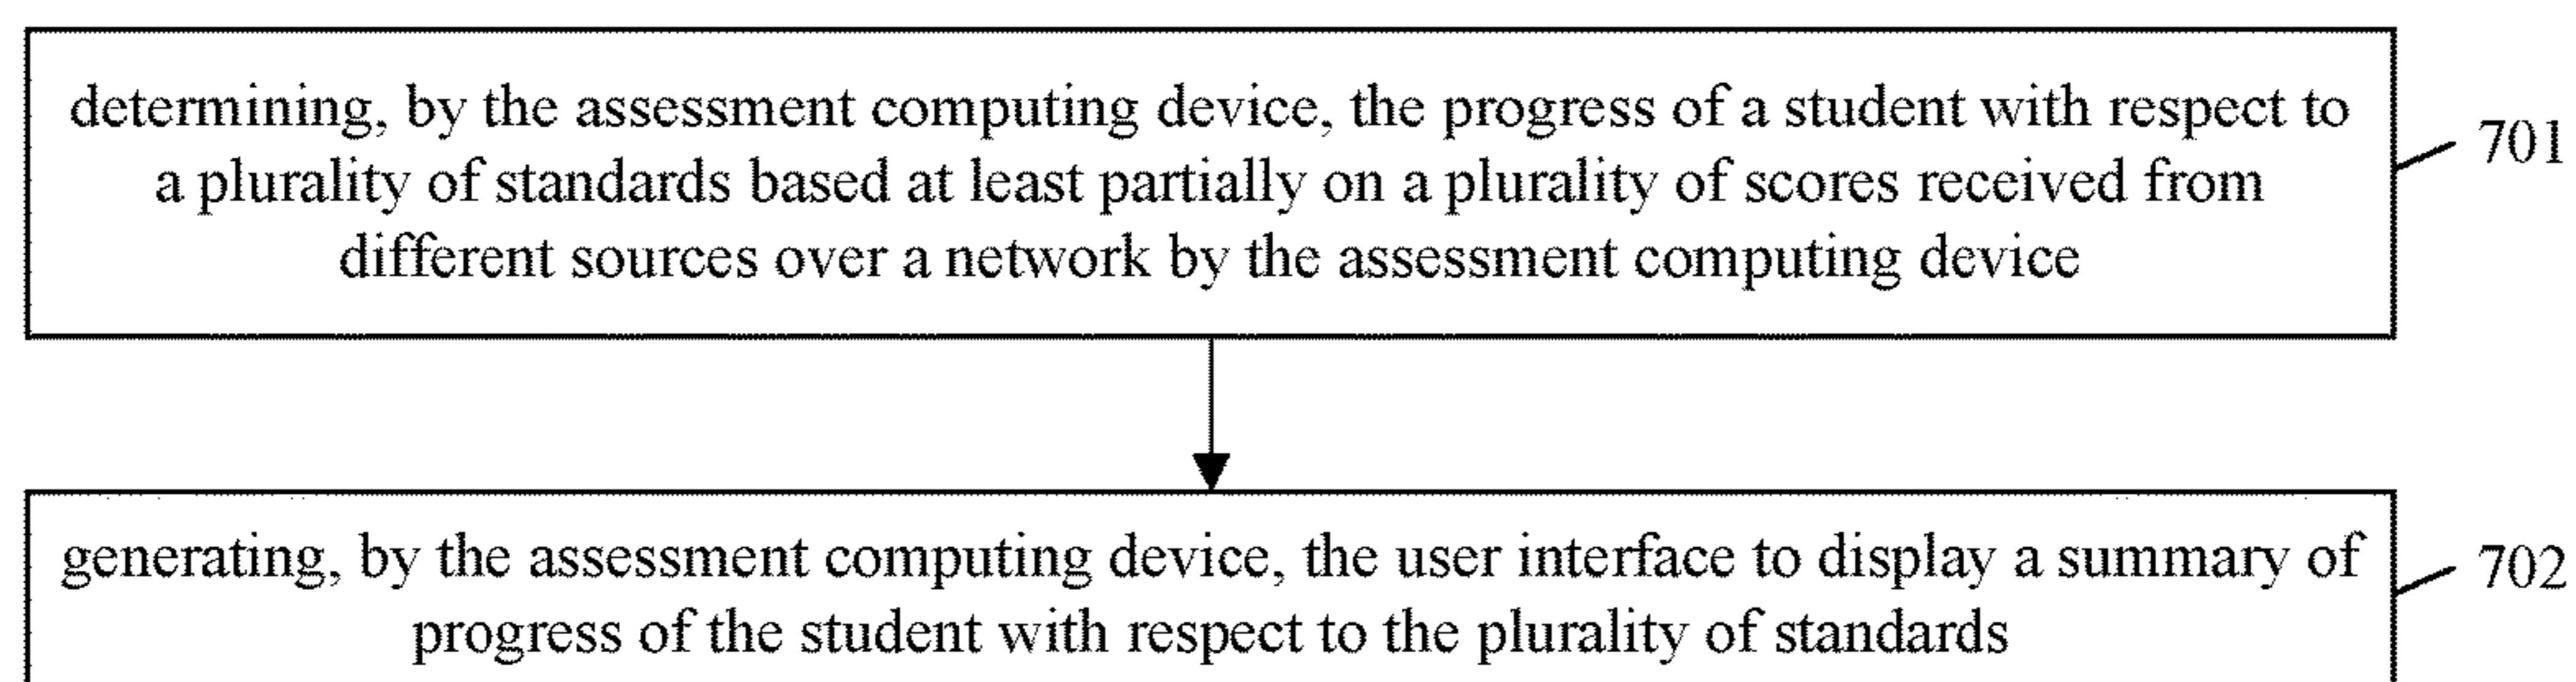 determining, by the assessment computing device, the progress of a student with respect to
a plurality of standards based at least partially on a plurality of scores received from
different sources over a network by the assessment computing device
701
generating, by the assessment computing device, the user interface to display a summary of
progress of the student with respect to the plurality of standards
702